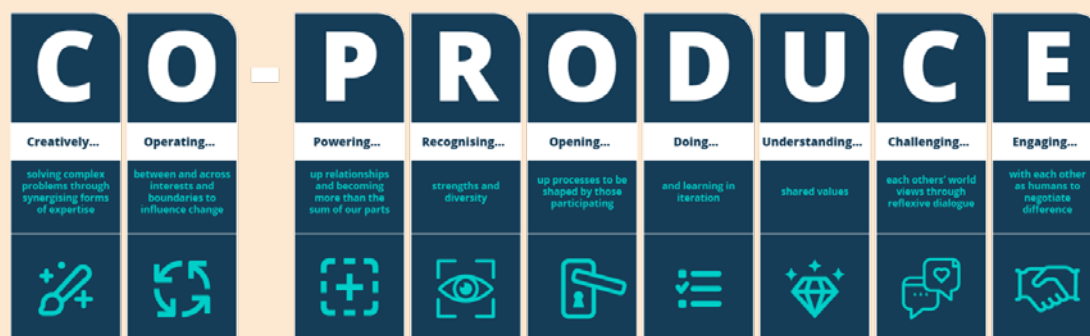 CO-PRODUCE
Creatively...
solving complex
problems through
synergising forms
of expertise
Operating...
between and across
interests and
boundaries to
influence change
Powering...
up relationships
and becoming
more than the
sum of our parts
Recognising...
strengths and
diversity
Opening...
up processes to be
shaped by those
participating
Doing...
and learning in
iteration
Understanding...
shared values
Challenging...
each others' world
views through
reflexive dialogue
Engaging...
with each other
as humans to
negotiate
difference